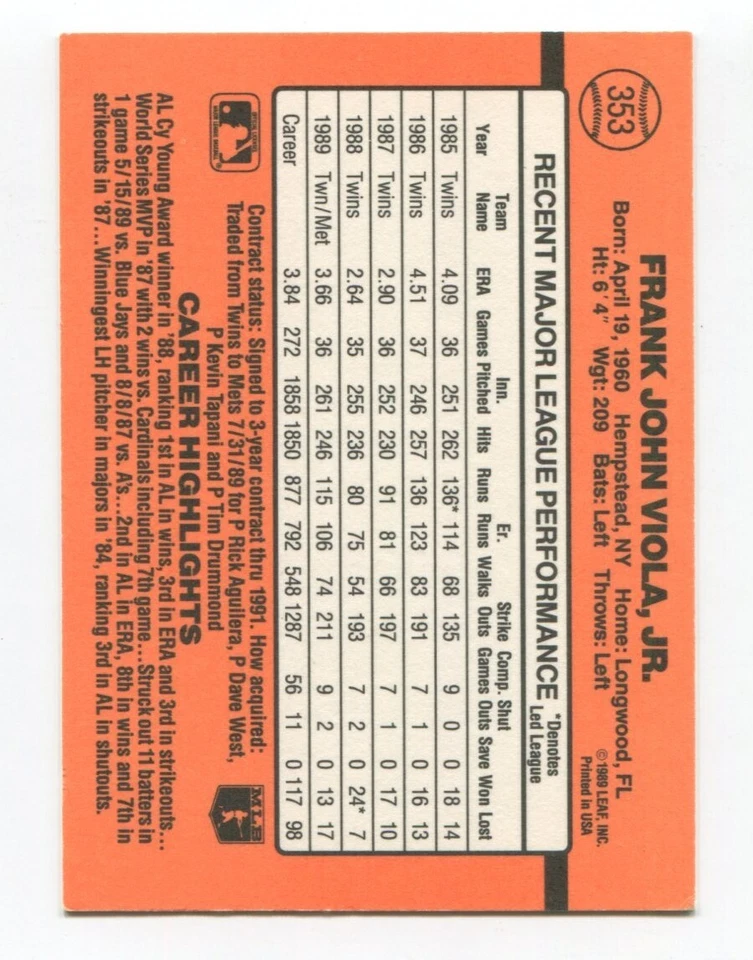 353
FRANK JOHN VIOLA, JR.
Born: April 19, 1960 Hempstead, NY Home: Longwood, FL
Ht: 6'4" Wgt: 209 Bats: Left Throws: Left
©1989 LEAF, INC.
Printed in USA
RECENT MAJOR LEAGUE PERFORMANCE
*Denotes
Led League
Year Team Name ERA Games Inn. Pitched Hits Runs Er. Runs Walks Strike Outs Comp. Games Shut Outs Save Won Lost
1985 Twins 4.09 36 251 262 136* 114 68 135 9 0 0 18 14
1986 Twins 4.51 37 246 257 136 123 83 191 7 1 0 16 13
1987 Twins 2.90 36 252 230 91 81 66 197 7 1 0 17 10
1988 Twins 2.64 35 255 236 80 75 54 193 7 2 0 24* 7
1989 Twn/Met 3.66 36 261 246 115 106 74 211 9 2 0 13 17
Career 3.84 272 1858 1850 877 792 548 1287 56 11 0 117 98
Contract status: Signed to 3-year contract thru 1991. How acquired:
Traded from Twins to Mets 7/31/89 for P Rick Aguilera, P Dave West,
P Kevin Tapani and P Tim Drummond
MLB
CAREER HIGHLIGHTS
AL Cy Young Award winner in '88, ranking 1st in AL in wins, 3rd in ERA and 3rd in strikeouts...
World Series MVP in '87 with 2 wins vs. Cardinals including 7th game...Struck out 11 batters in
1 game 5/15/89 vs. Blue Jays and 8/8/87 vs. A's...2nd in AL in ERA, 8th in wins and 7th in
strikeouts in '87...Winningest LH pitcher in majors in '84, ranking 3rd in AL in shutouts.